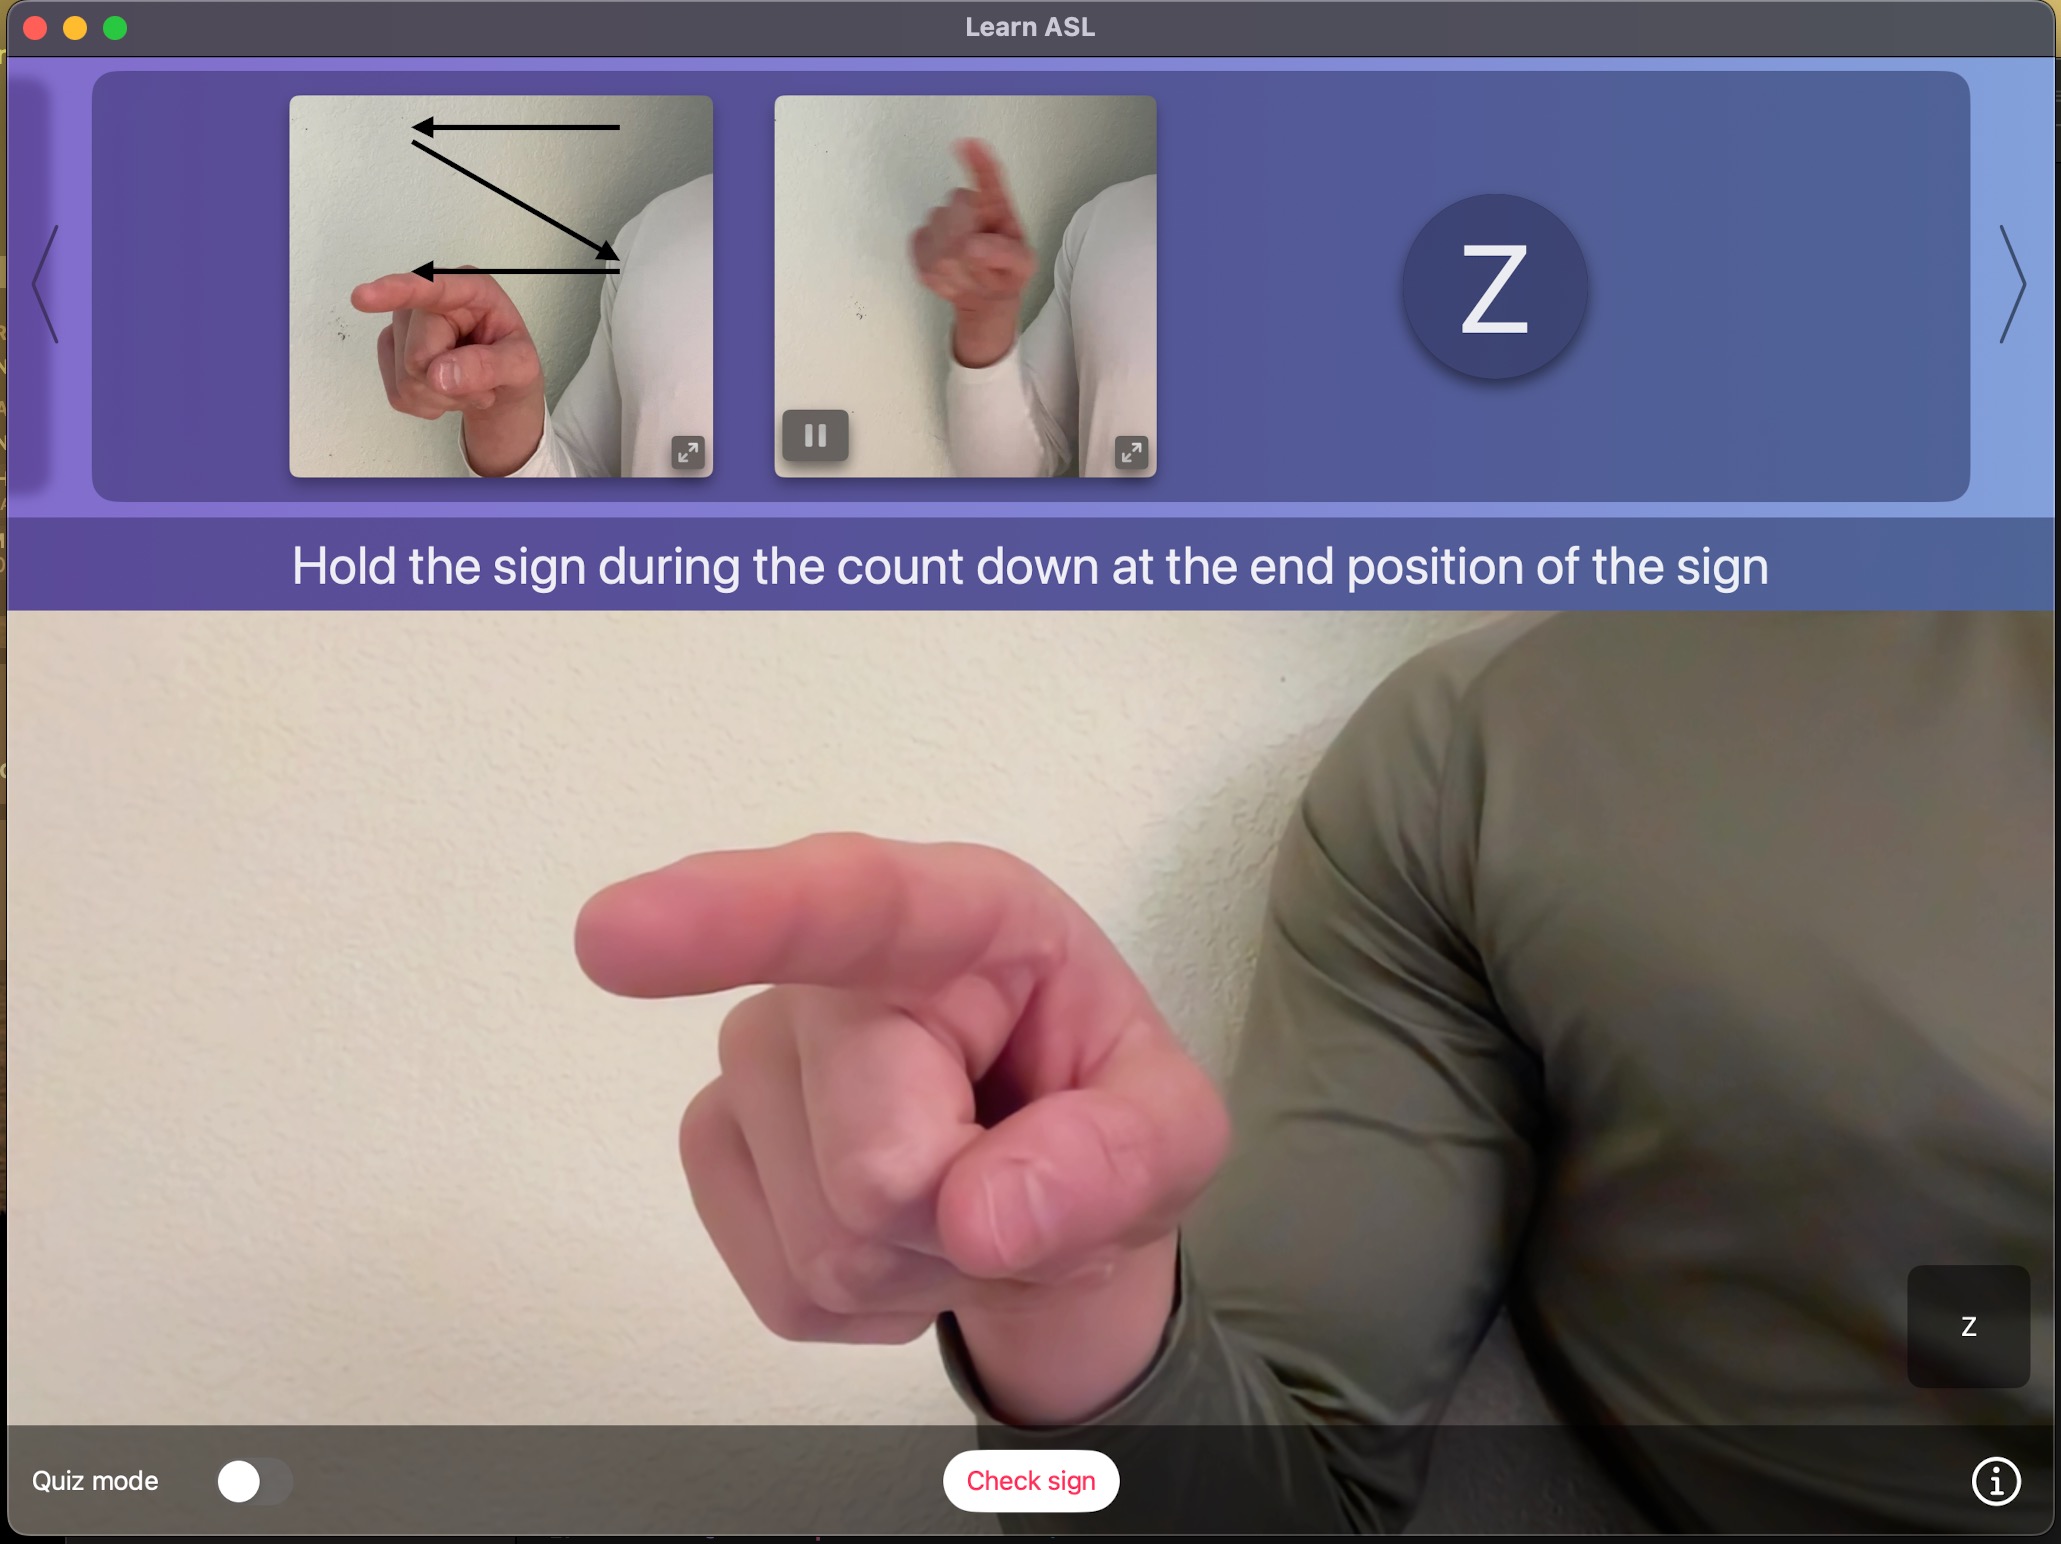 Learn ASL
Z
Hold the sign during the count down at the end position of the sign
z
Quiz mode
Check sign